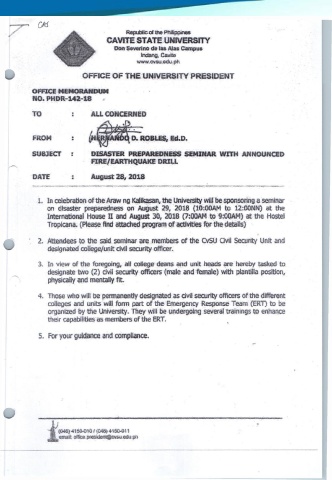 CAS
Republic of the Philippines
CAVITE STATE UNIVERSITY
Don Severino de las Alas Campus
Indang, Cavite
www.cvsu.edu.ph
OFFICE OF THE UNIVERSITY PRESIDENT
OFFICE MEMORANDUM
NO. PHDR-142-18
TO : ALL CONCERNED
FROM : HERNANDO D. ROBLES, Ed.D.
SUBJECT : DISASTER PREPAREDNESS SEMINAR WITH ANNOUNCED
FIRE/EARTHQUAKE DRILL
DATE : August 28, 2018
1. In celebration of the Araw ng Kalikasan, the University will be sponsoring a seminar
on disaster preparedness on August 29, 2018 (10:00AM to 12:00NN) at the
International House II and August 30, 2018 (7:00AM to 9:00AM) at the Hostel
Tropicana. (Please find attached program of activities for the details)
2. Attendees to the said seminar are members of the CvSU Civil Security Unit and
designated college/unit civil security officer.
3. In view of the foregoing, all college deans and unit heads are hereby tasked to
designate two (2) civil security officers (male and female) with plantilla position,
physically and mentally fit.
4. Those who will be permanently designated as civil security officers of the different
colleges and units will form part of the Emergency Response Team (ERT) to be
organized by the University. They will be undergoing several trainings to enhance
their capabilities as members of the ERT.
5. For your guidance and compliance.
(046) 4150-010 / (046) 4150-011
email: office.president@cvsu.edu.ph